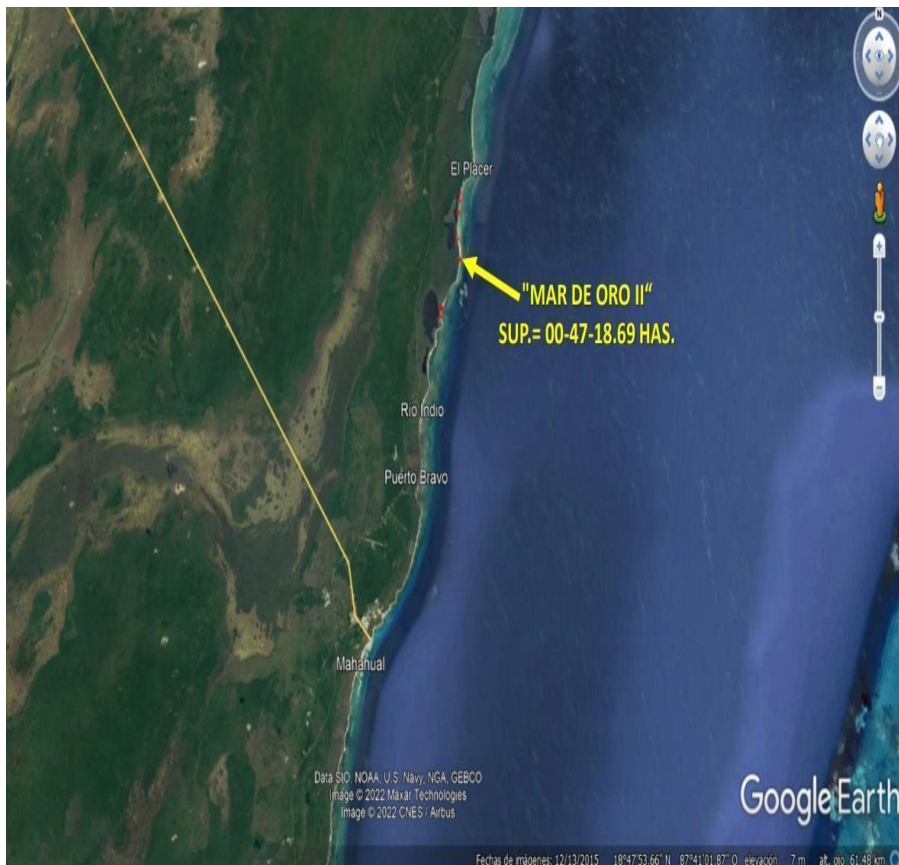 N
El Placer
"MAR DE ORO II“
SUP.= 00-47-18.69 HAS.
Rio Indio
Puerto Bravo
Mahahual
Data SIO, NOAA, U.S. Navy, NGA, GEBCO
Image © 2022 Maxar Technologies
Image © 2022 CNES / Airbus
Google Earth
Fechas de imágenes: 12/13/2015 18°47'53.66" N 87°41'01.87" O elevación 7 m alt. ojo 61.48 km